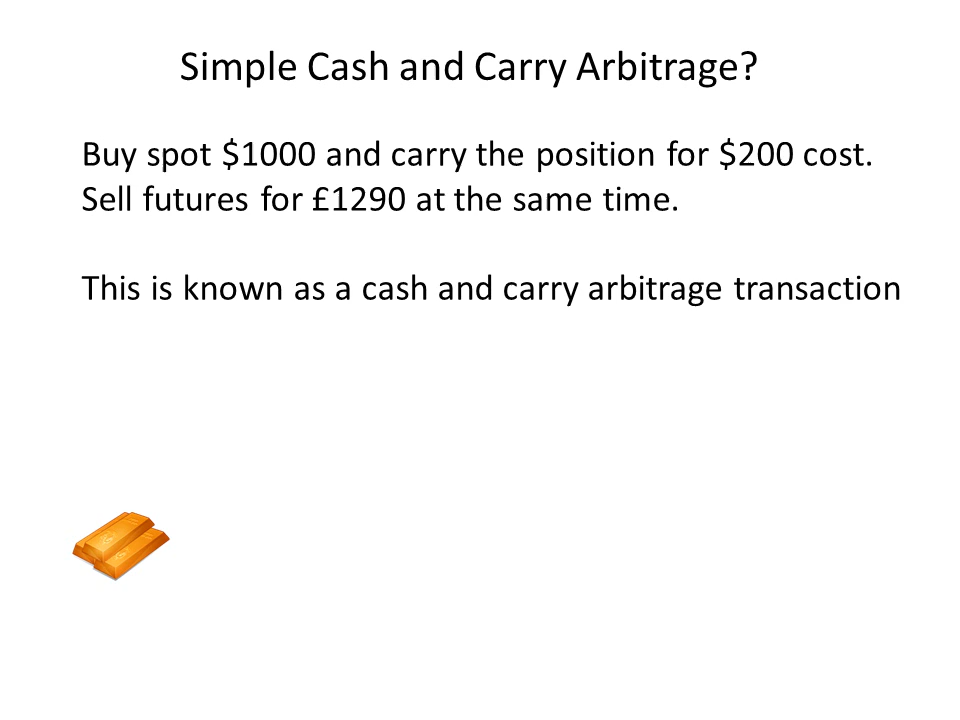 Simple Cash and Carry Arbitrage?
Buy spot $1000 and carry the position for $200 cost.
Sell futures for £1290 at the same time.
This is known as a cash and carry arbitrage transaction